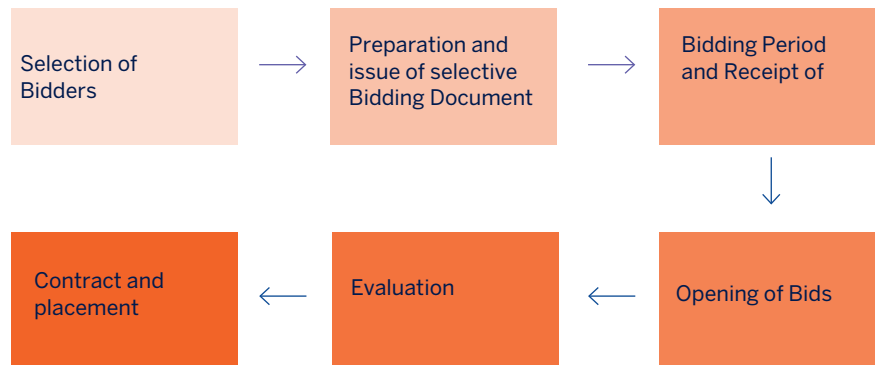 Selection of
Bidders
Preparation and
issue of selective
Bidding Document
Bidding Period
and Receipt of
Opening of Bids
Evaluation
Contract and
placement